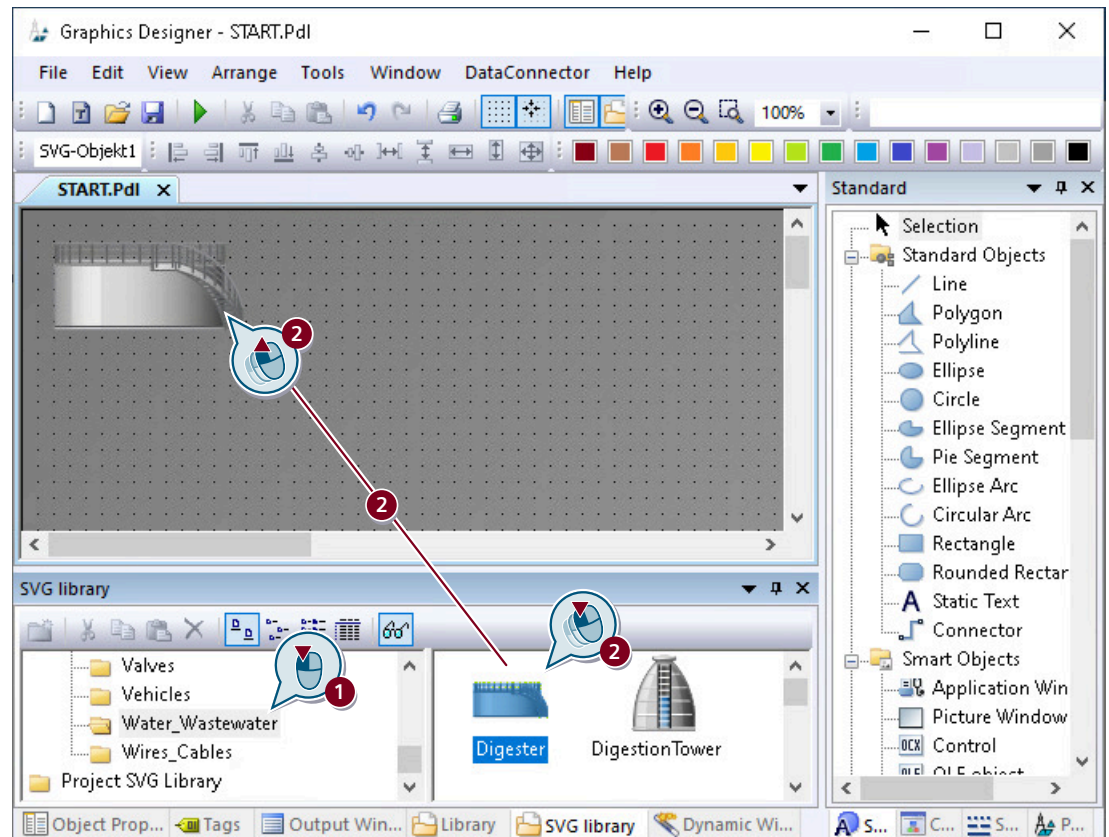 Graphics Designer - START.Pdl
File Edit View Arrange Tools Window DataConnector Help
100%
SVG-Objekt1
START.Pdl
Standard
Selection
Standard Objects
Line
Polygon
Polyline
Ellipse
Circle
Ellipse Segment
Pie Segment
Ellipse Arc
Circular Arc
Rectangle
Rounded Rectar
A Static Text
Connector
Smart Objects
Application Win
Picture Window
OCX Control
OLE object
2
2
SVG library
Valves
Vehicles
Water_Wastewater
Wires_Cables
Project SVG Library
1
2
Digester
DigestionTower
Object Prop... Tags Output Win... Library SVG library Dynamic Wi...
S... C... S... P...